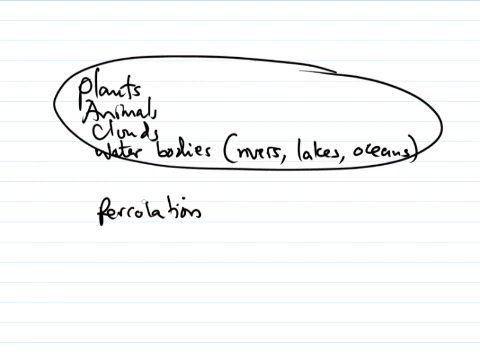 Plants
Animals
Clouds
Water bodies (rivers, lakes, oceans)
Percolation